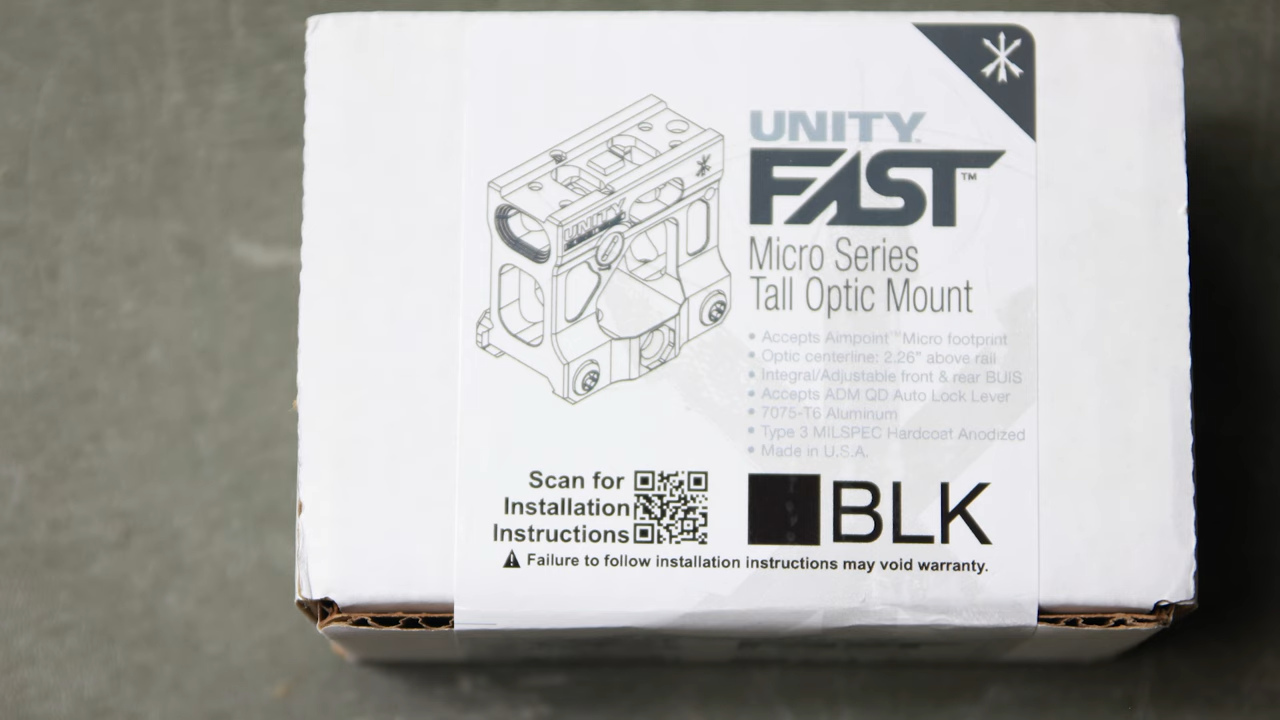 UNITY
FAST™
Micro Series
Tall Optic Mount
• Accepts Aimpoint™ Micro footprint
• Optic centerline: 2.26" above rail
• Integral/Adjustable front & rear BUIS
• Accepts ADM QD Auto Lock Lever
• 7075-T6 Aluminum
• Type 3 MILSPEC Hardcoat Anodized
• Made in U.S.A.
UNITY
Scan for
Installation
Instructions
BLK
Failure to follow installation instructions may void warranty.